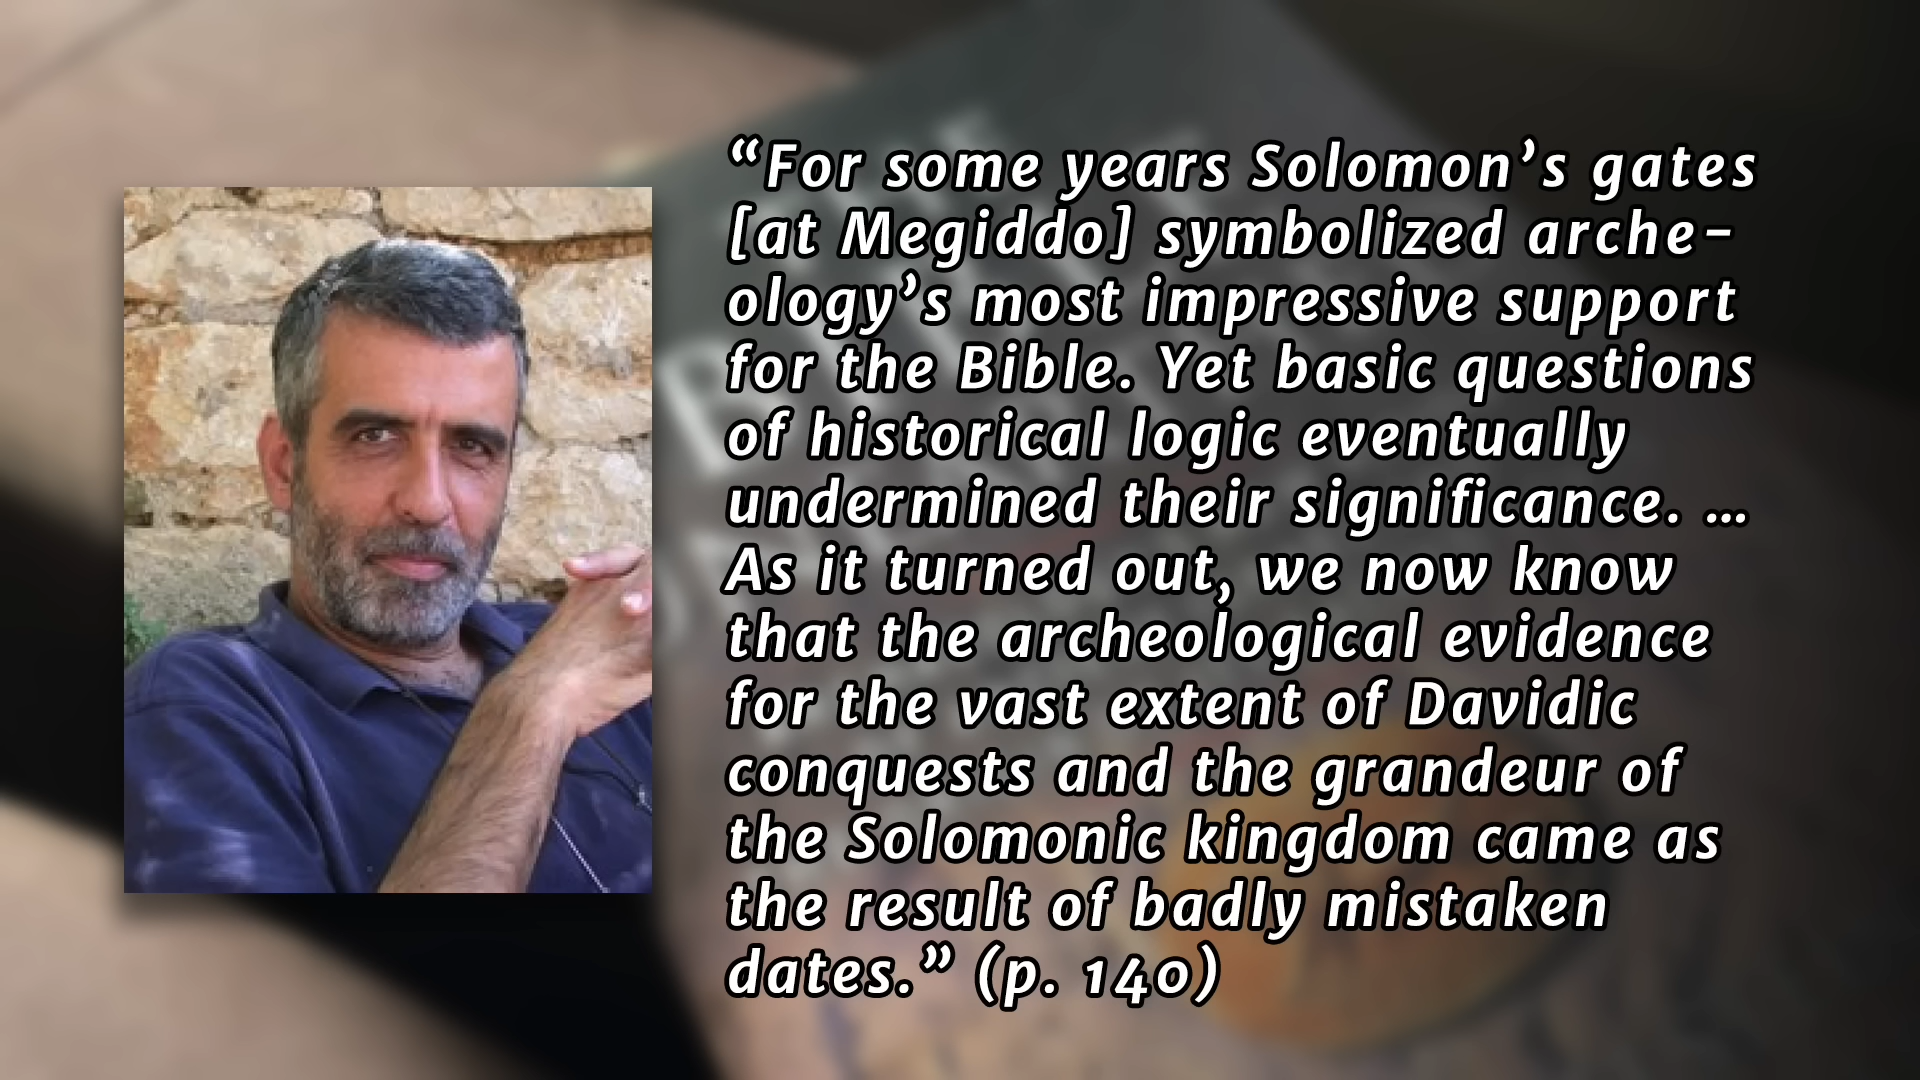 “For some years Solomon’s gates
[at Megiddo] symbolized arche-
ology’s most impressive support
for the Bible. Yet basic questions
of historical logic eventually
undermined their significance. ...
As it turned out, we now know
that the archeological evidence
for the vast extent of Davidic
conquests and the grandeur of
the Solomonic kingdom came as
the result of badly mistaken
dates.” (p. 140)